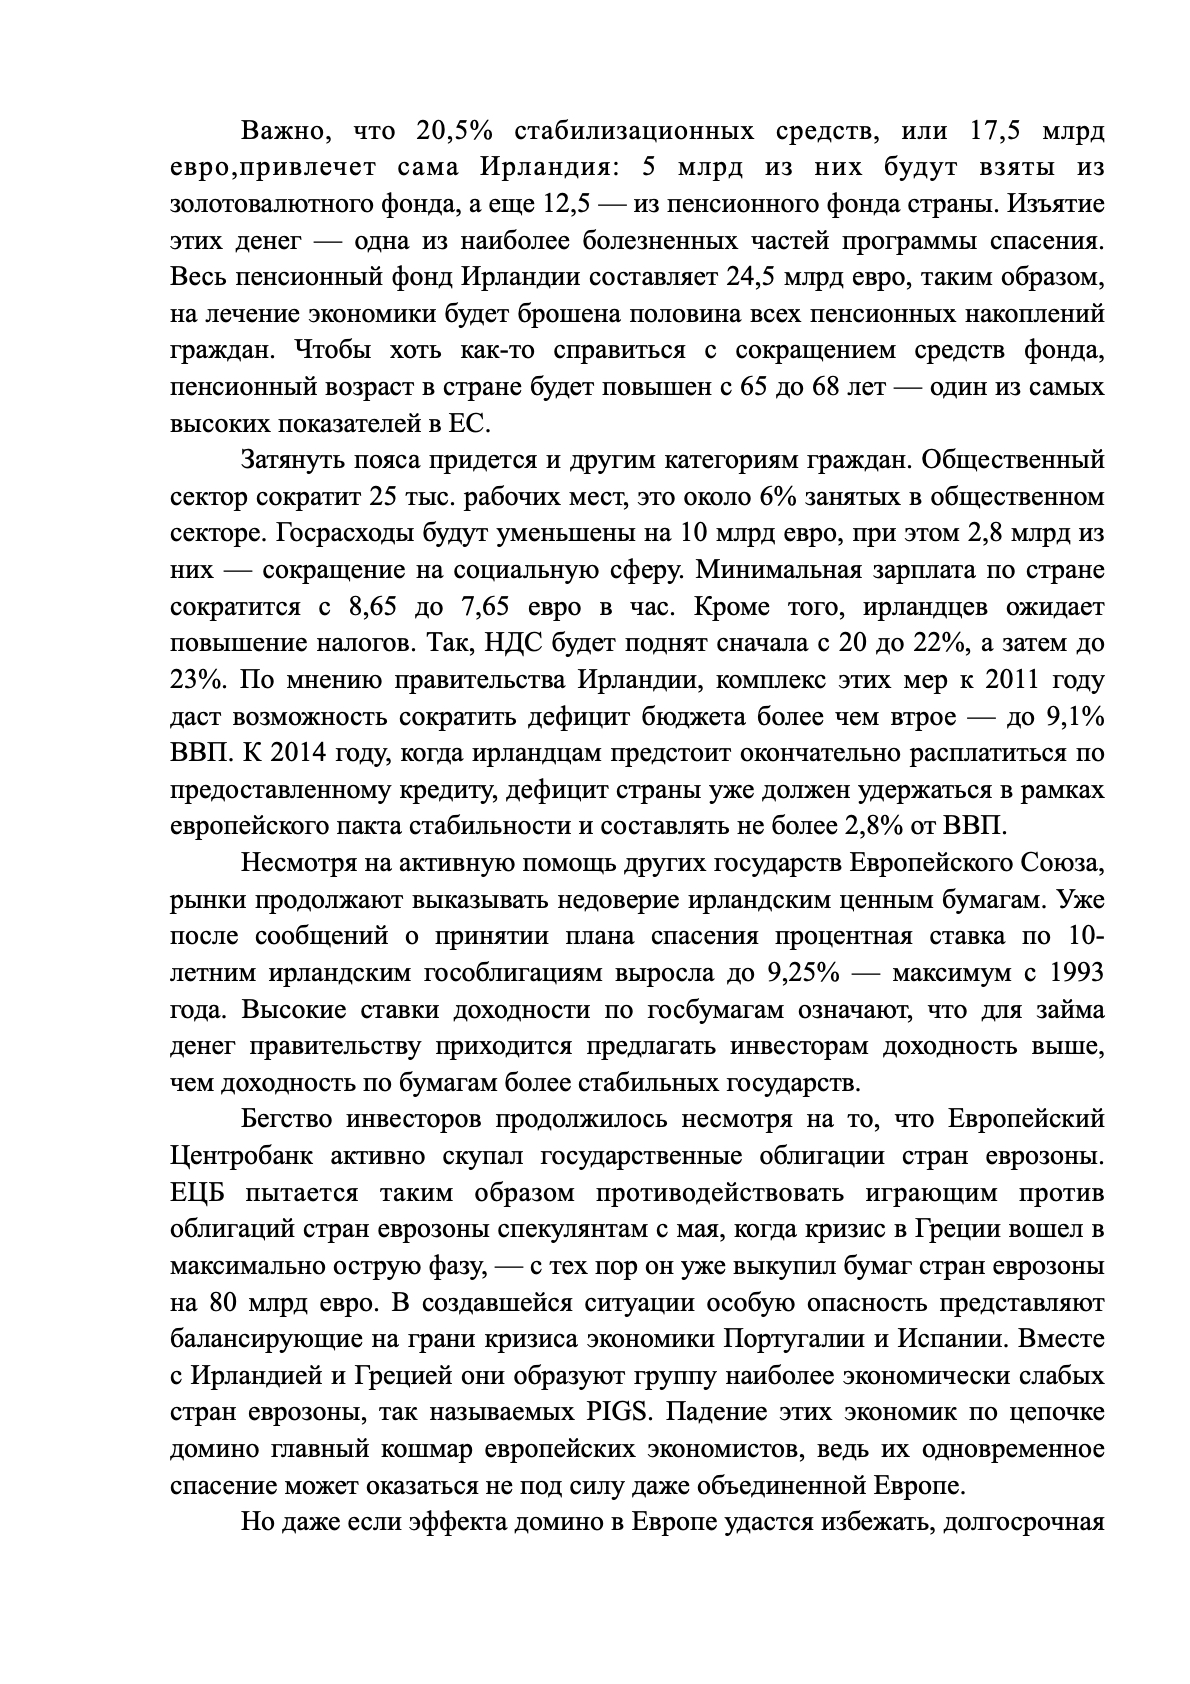 Важно, что 20,5% стабилизационных средств, или 17,5 млрд
евро,привлечет сама Ирландия: 5 млрд из них будут взяты из
золотовалютного фонда, а еще 12,5 — из пенсионного фонда страны. Изъятие
этих денег — одна из наиболее болезненных частей программы спасения.
Весь пенсионный фонд Ирландии составляет 24,5 млрд евро, таким образом,
на лечение экономики будет брошена половина всех пенсионных накоплений
граждан. Чтобы хоть как-то справиться с сокращением средств фонда,
пенсионный возраст в стране будет повышен с 65 до 68 лет — один из самых
высоких показателей в ЕС.
Затянуть пояса придется и другим категориям граждан. Общественный
сектор сократит 25 тыс. рабочих мест, это около 6% занятых в общественном
секторе. Госрасходы будут уменьшены на 10 млрд евро, при этом 2,8 млрд из
них — сокращение на социальную сферу. Минимальная зарплата по стране
сократится с 8,65 до 7,65 евро в час. Кроме того, ирландцев ожидает
повышение налогов. Так, НДС будет поднят сначала с 20 до 22%, а затем до
23%. По мнению правительства Ирландии, комплекс этих мер к 2011 году
даст возможность сократить дефицит бюджета более чем втрое — до 9,1%
ВВП. К 2014 году, когда ирландцам предстоит окончательно расплатиться по
предоставленному кредиту, дефицит страны уже должен удержаться в рамках
европейского пакта стабильности и составлять не более 2,8% от ВВП.
Несмотря на активную помощь других государств Европейского Союза,
рынки продолжают выказывать недоверие ирландским ценным бумагам. Уже
после сообщений о принятии плана спасения процентная ставка по 10-
летним ирландским гособлигациям выросла до 9,25% — максимум с 1993
года. Высокие ставки доходности по госбумагам означают, что для займа
денег правительству приходится предлагать инвесторам доходность выше,
чем доходность по бумагам более стабильных государств.
Бегство инвесторов продолжилось несмотря на то, что Европейский
Центробанк активно скупал государственные облигации стран еврозоны.
ЕЦБ пытается таким образом противодействовать играющим против
облигаций стран еврозоны спекулянтам с мая, когда кризис в Греции вошел в
максимально острую фазу, — с тех пор он уже выкупил бумаг стран еврозоны
на 80 млрд евро. В создавшейся ситуации особую опасность представляют
балансирующие на грани кризиса экономики Португалии и Испании. Вместе
с Ирландией и Грецией они образуют группу наиболее экономически слабых
стран еврозоны, так называемых PIGS. Падение этих экономик по цепочке
домино главный кошмар европейских экономистов, ведь их одновременное
спасение может оказаться не под силу даже объединенной Европе.
Но даже если эффекта домино в Европе удастся избежать, долгосрочная